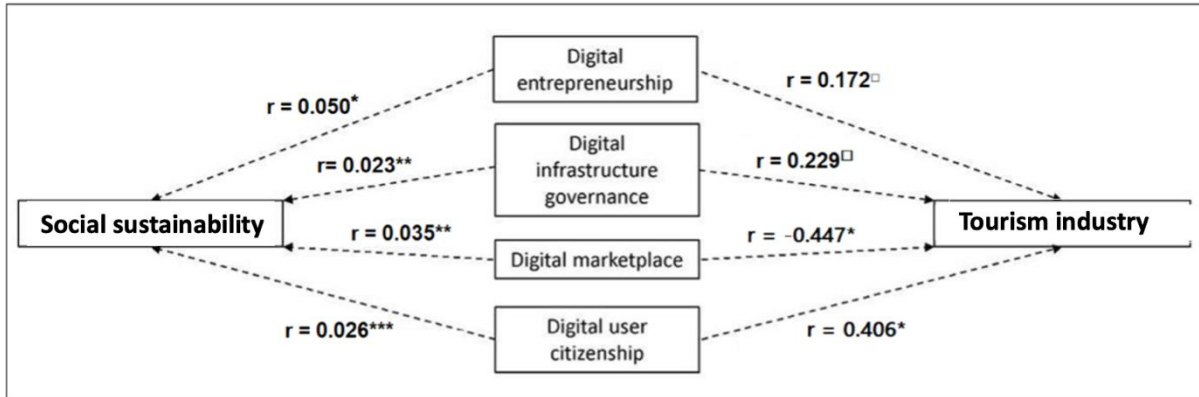 Digital
entrepreneurship
r = 0.050*
r = 0.172□
Digital
infrastructure
governance
r= 0.023**
r = 0.229□
Social sustainability
Tourism industry
r = 0.035**
Digital marketplace
r = -0.447*
r = 0.026***
Digital user
citizenship
r = 0.406*